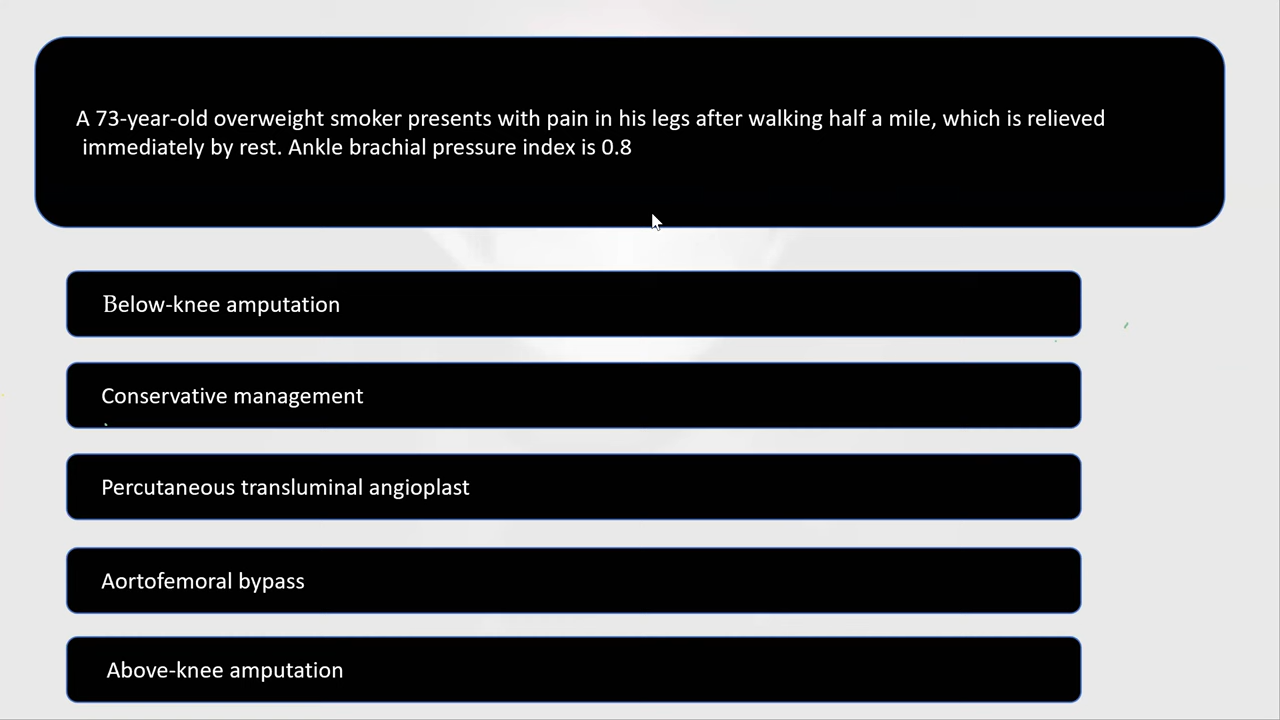 A 73-year-old overweight smoker presents with pain in his legs after walking half a mile, which is relieved
immediately by rest. Ankle brachial pressure index is 0.8
Below-knee amputation
Conservative management
Percutaneous transluminal angioplast
Aortofemoral bypass
Above-knee amputation